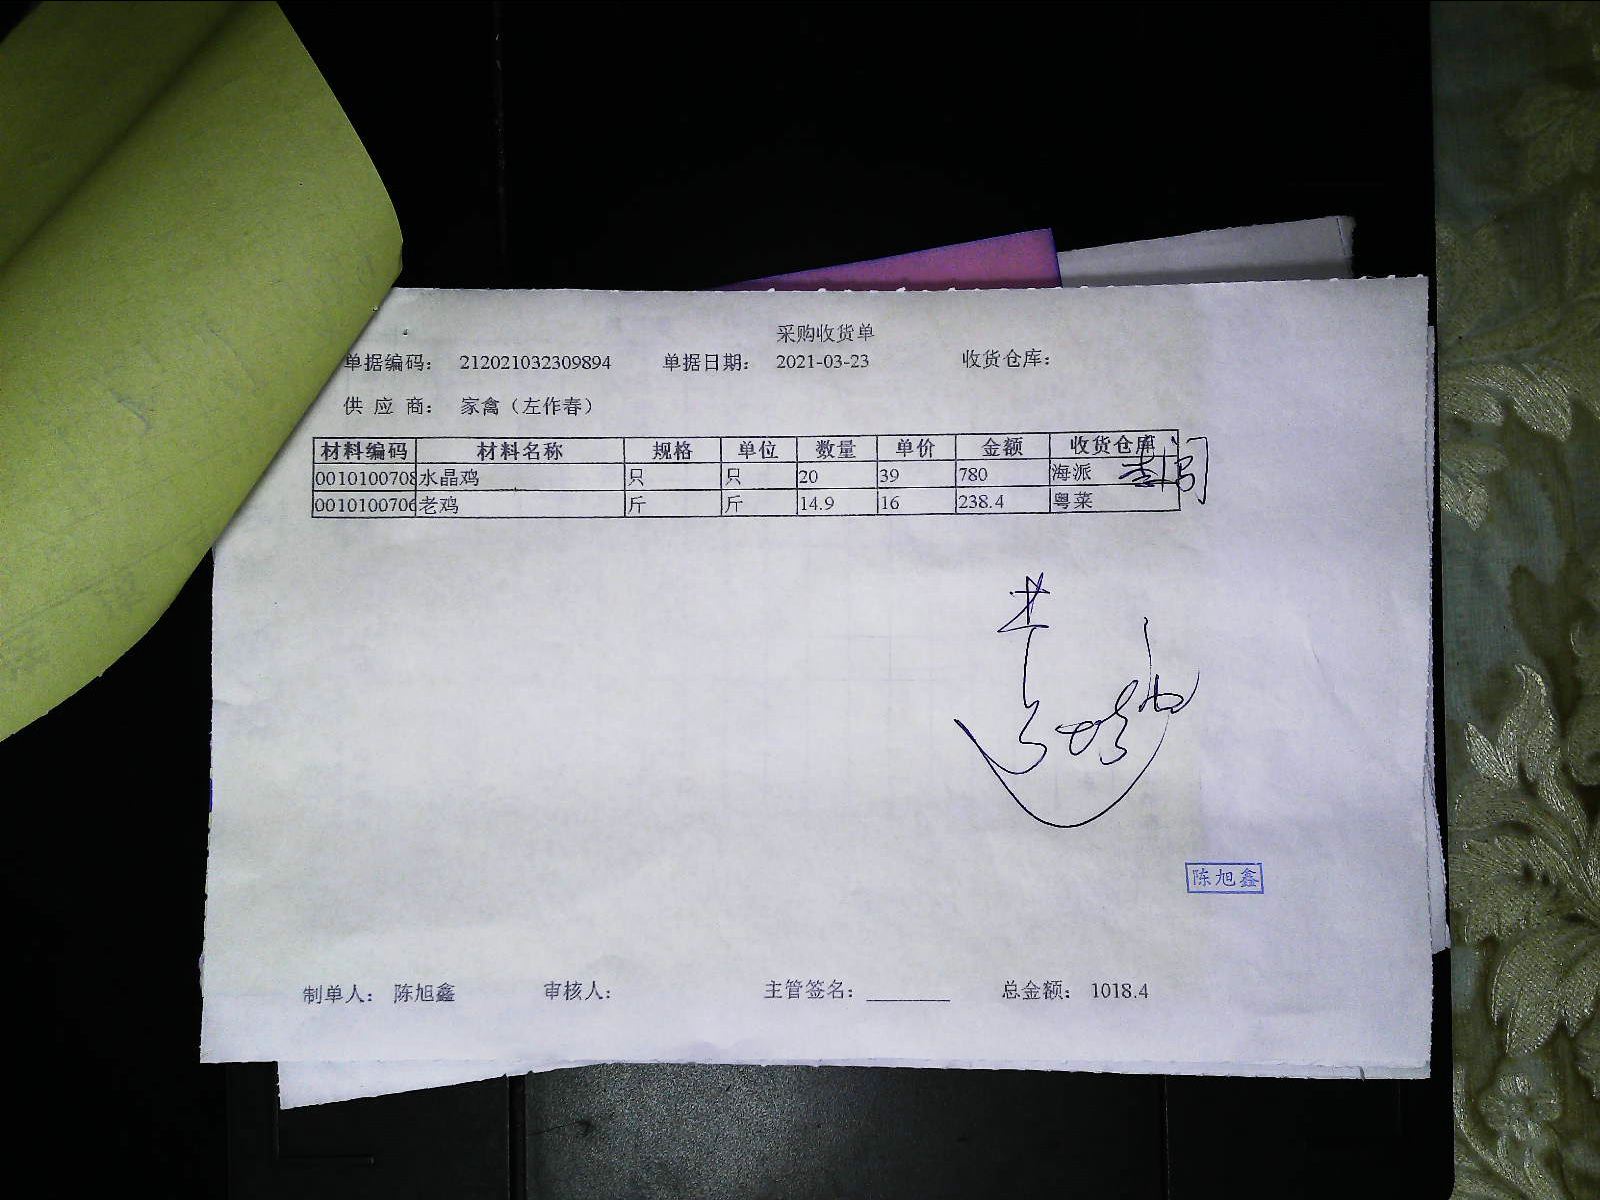 采购收货单
单据编码： 212021032309894 单据日期： 2021-03-23 收货仓库：
供 应 商： 家禽（左作春）
材料编码 材料名称 规格 单位 数量 单价 金额 收货仓库
0010100708 水晶鸡 只 只 20 39 780 海派
0010100706 老鸡 斤 斤 14.9 16 238.4 粤菜
陈旭鑫
制单人： 陈旭鑫 审核人： 主管签名：________ 总金额： 1018.4